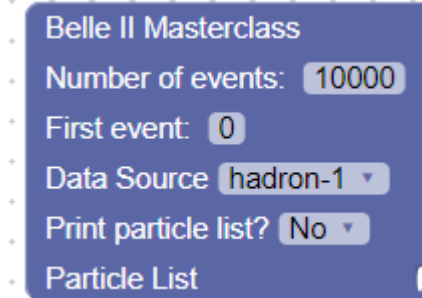 Belle II Masterclass
Number of events: 10000
First event: 0
Data Source hadron-1
Print particle list? No
Particle List